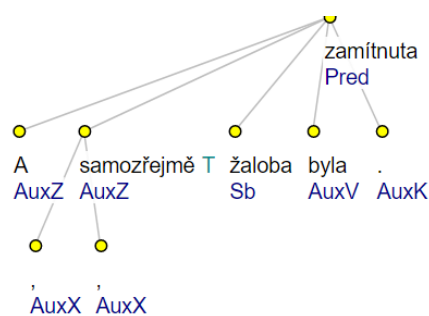 zamítnuta
Pred
A samozřejmě T žaloba byla .
AuxZ AuxZ Sb AuxV AuxK
, ,
AuxX AuxX